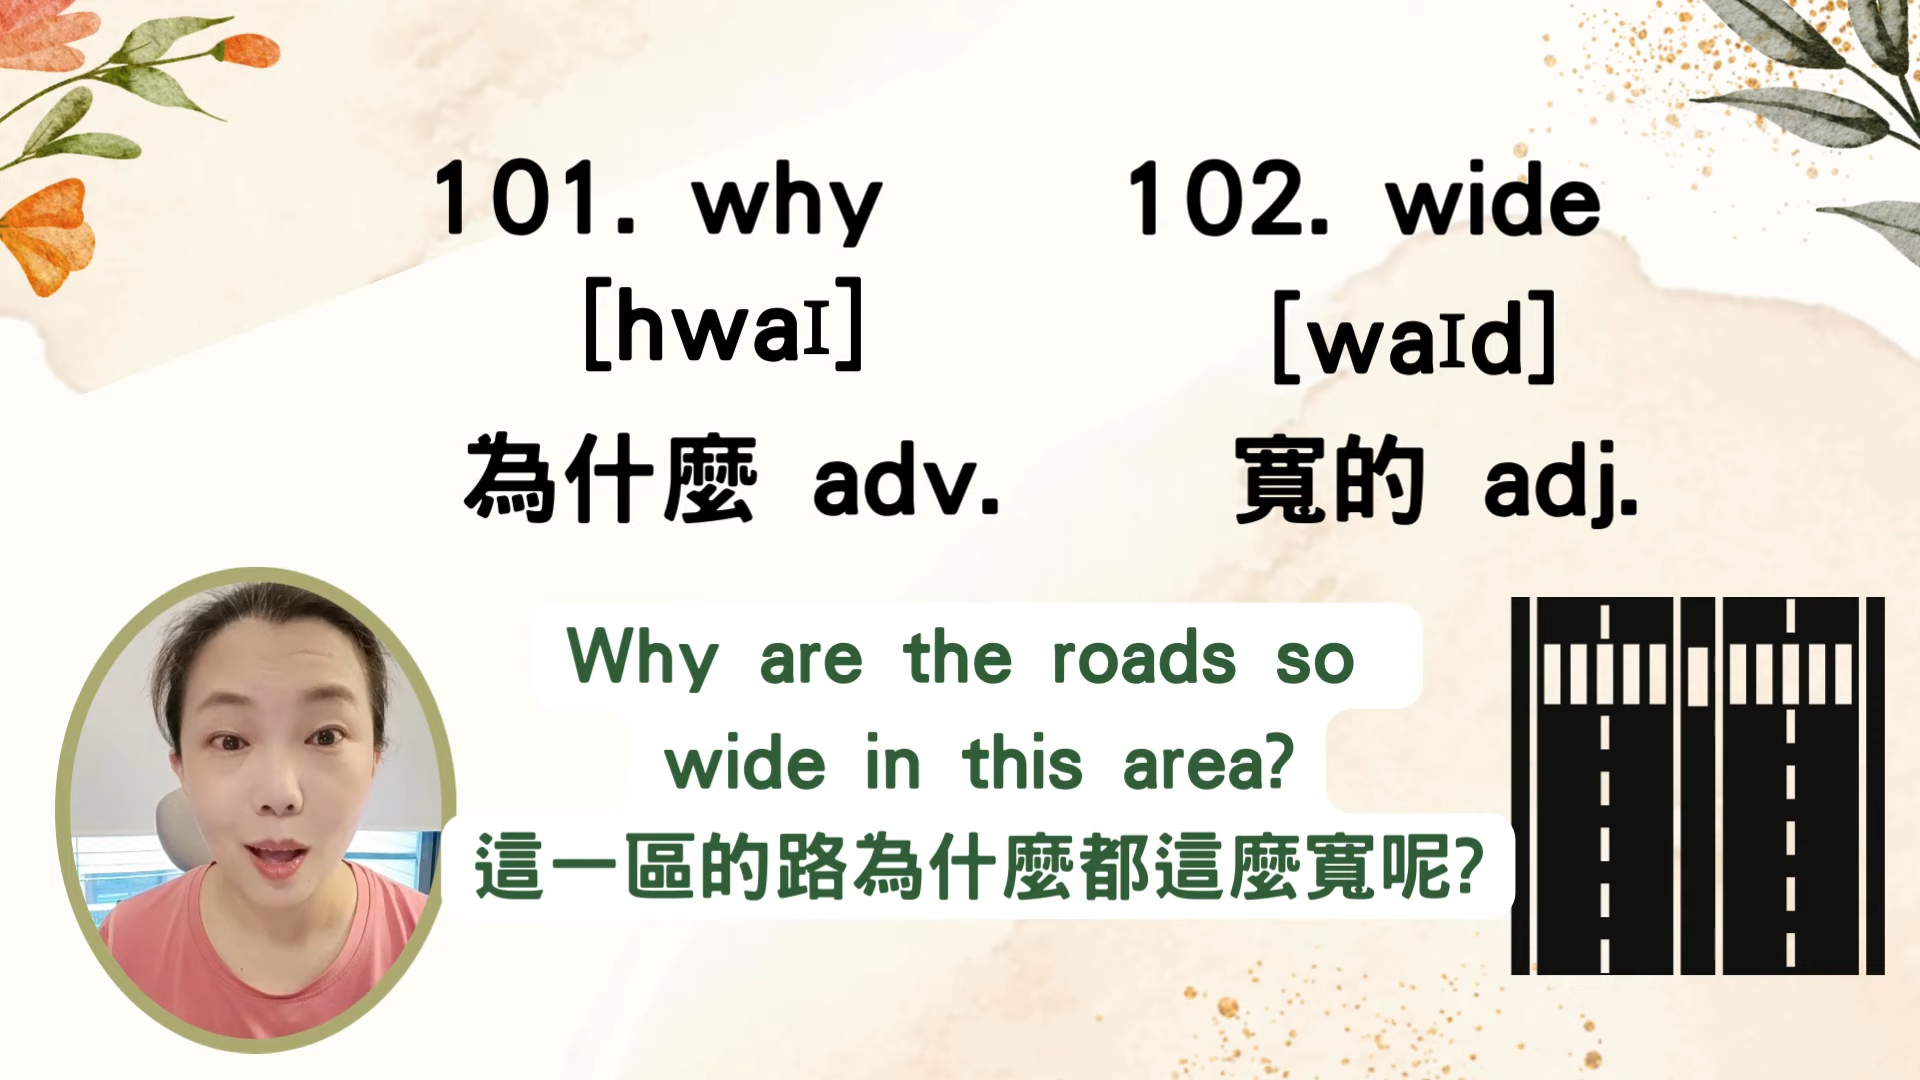 101. why
[hwaɪ]
為什麼 adv.
102. wide
[waɪd]
寬的 adj.
Why are the roads so
wide in this area?
這一區的路為什麼都這麼寬呢?